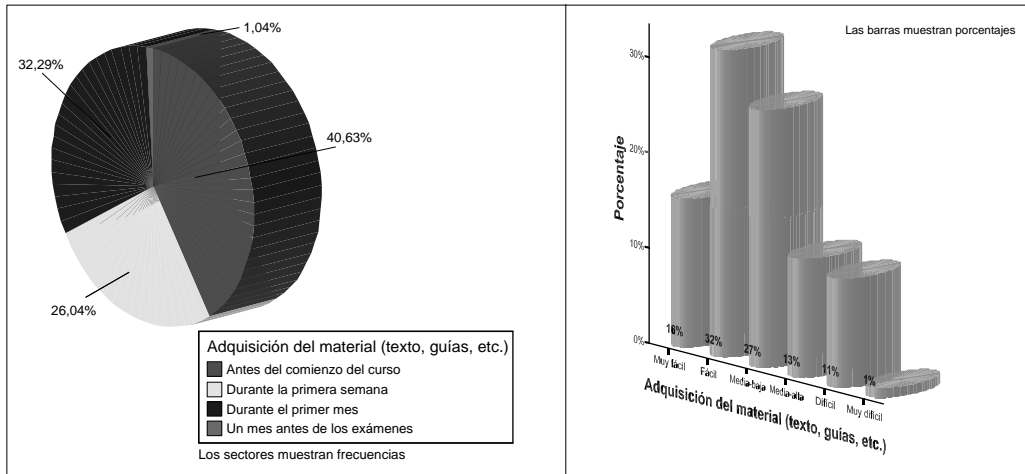 1,04%
32,29%
40,63%
26,04%
Adquisición del material (texto, guías, etc.)
Antes del comienzo del curso
Durante la primera semana
Durante el primer mes
Un mes antes de los exámenes
Los sectores muestran frecuencias
Las barras muestran porcentajes
Porcentaje
30%
20%
10%
0%
16%
32%
27%
13%
11%
1%
Muy fácil
Fácil
Media-baja
Media-alta
Difícil
Muy difícil
Adquisición del material (texto, guías, etc.)